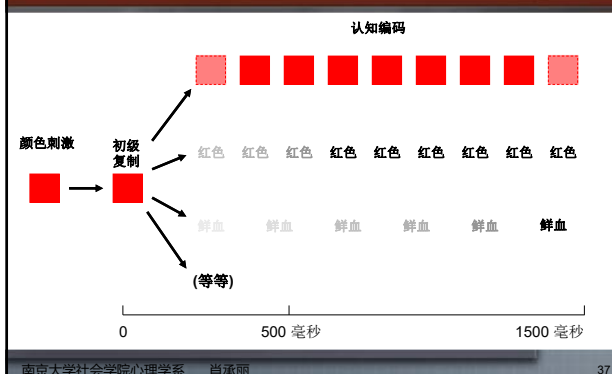 认知编码
颜色刺激
初级
复制
红色 红色 红色 红色 红色 红色 红色 红色 红色
鲜血 鲜血 鲜血 鲜血 鲜血 鲜血
(等等)
0 500 毫秒 1500 毫秒
南京大学社会学院心理学系 肖承丽 37